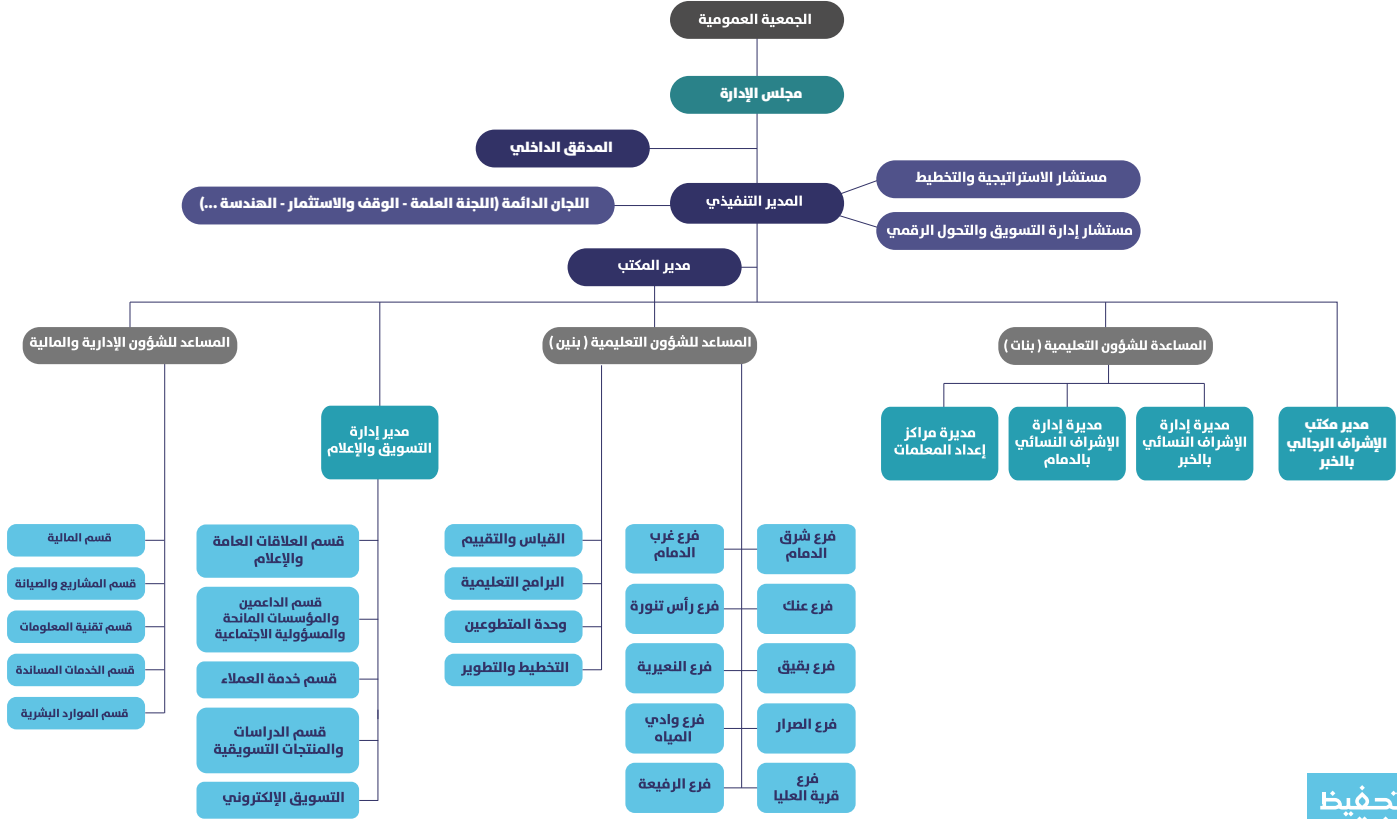 الجمعية العمومية
مجلس الإدارة
المدقق الداخلي
مستشار الاستراتيجية والتخطيط
المدير التنفيذي
اللجان الدائمة (اللجنة العلمة - الوقف والاستثمار - الهندسة ...)
مستشار إدارة التسويق والتحول الرقمي
مدير المكتب
المساعدة للشؤون التعليمية ( بنات )
المساعد للشؤون التعليمية ( بنين )
المساعد للشؤون الإدارية والمالية
مدير مكتب
الإشراف الرجالي
بالخبر
مديرة إدارة
الإشراف النسائي
بالخبر
مديرة إدارة
الإشراف النسائي
بالدمام
مديرة مراكز
إعداد المعلمات
مدير إدارة
التسويق والإعلام
فرع شرق
الدمام
فرع غرب
الدمام
فرع عنك
فرع رأس تنورة
فرع بقيق
فرع النعيرية
فرع الصرار
فرع وادي
المياه
فرع
قرية العليا
فرع الرفيعة
القياس والتقييم
البرامج التعليمية
وحدة المتطوعين
التخطيط والتطوير
قسم العلاقات العامة
والإعلام
قسم الداعمين
والمؤسسات المانحة
والمسؤولية الاجتماعية
قسم خدمة العملاء
قسم الدراسات
والمنتجات التسويقية
التسويق الإلكتروني
قسم المالية
قسم المشاريع والصيانة
قسم تقنية المعلومات
قسم الخدمات المساندة
قسم الموارد البشرية
تحفيظ